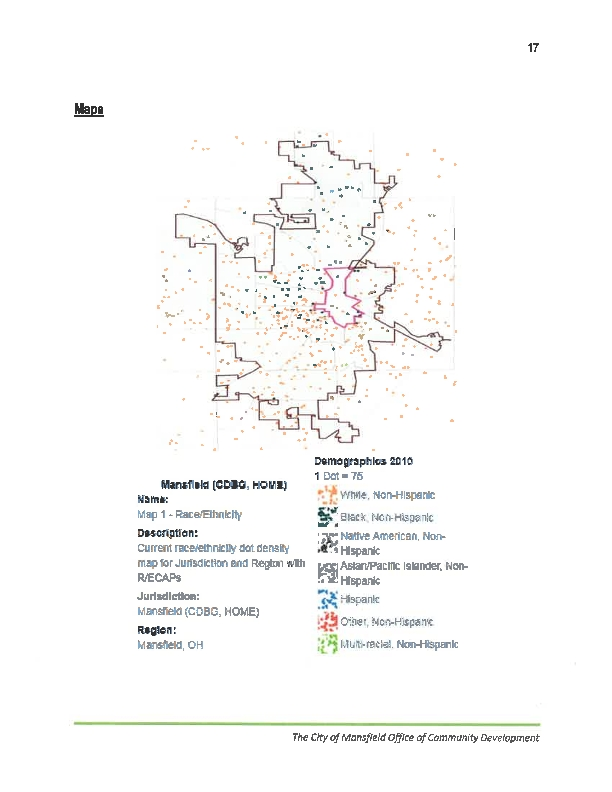 17
Maps
Demographics 2010
1 Dot = 75
White, Non-Hispanic
Black, Non-Hispanic
Native American, Non-
Hispanic
Asian/Pacific Islander, Non-
Hispanic
Hispanic
Other, Non-Hispanic
Multi-racial, Non-Hispanic
Mansfield (CDBG, HOME)
Name:
Map 1 - Race/Ethnicity
Description:
Current race/ethnicity dot density
map for Jurisdiction and Region with
R/ECAPs
Jurisdiction:
Mansfield (CDBG, HOME)
Region:
Mansfield, OH
The City of Mansfield Office of Community Development